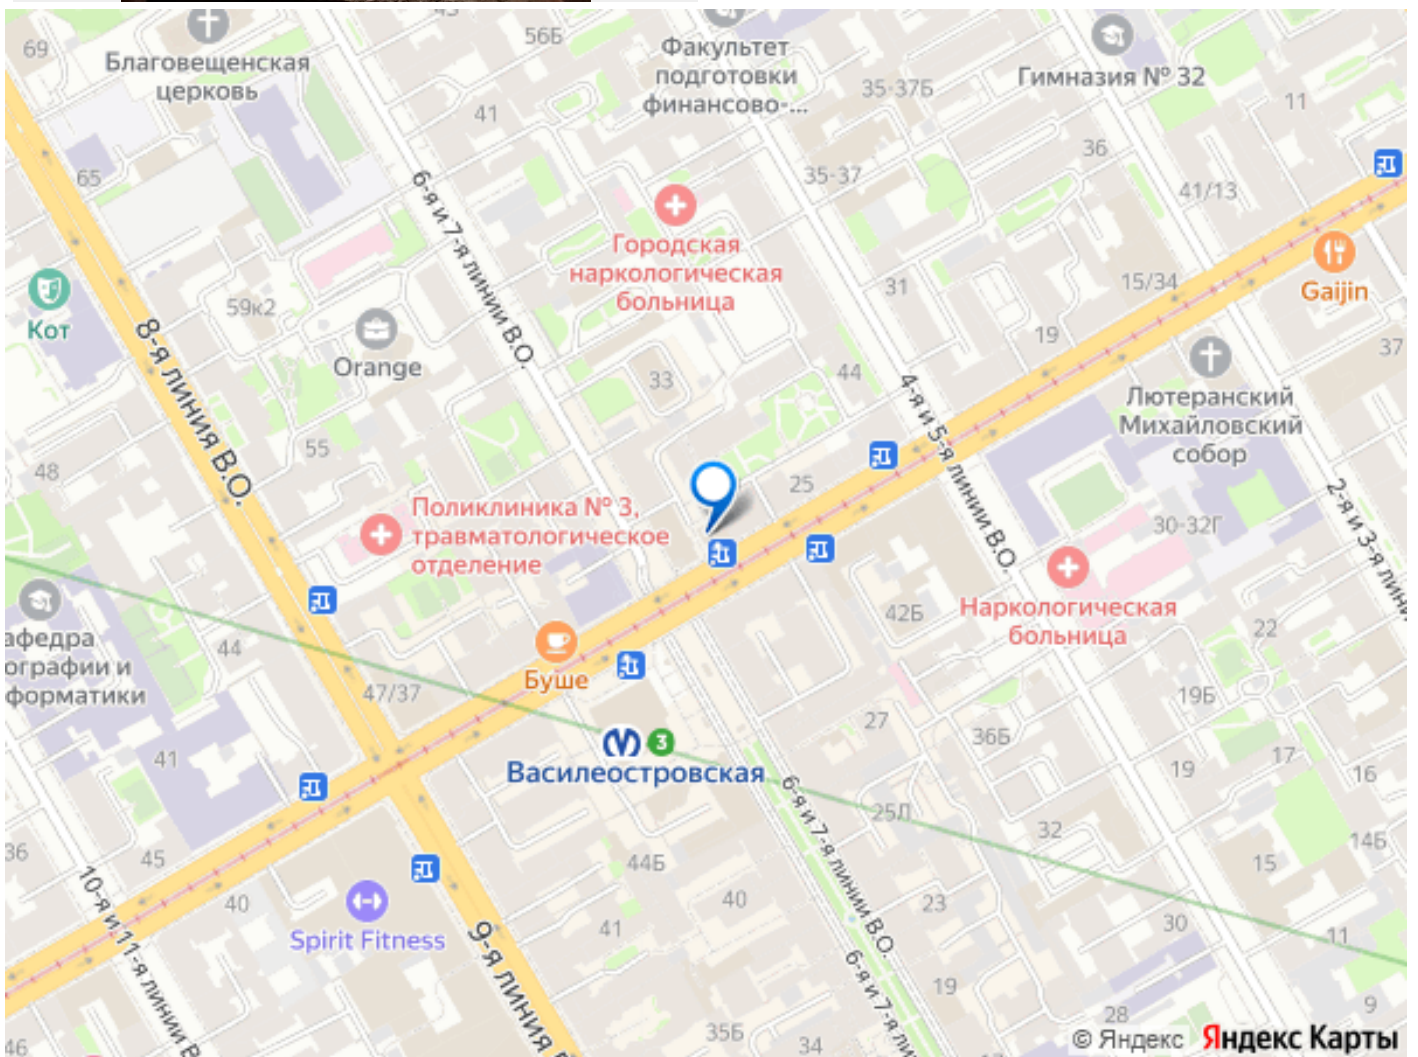 69
Благовещенская
церковь
45
56Б
Факультет
подготовки
финансово-...
35-37Б
Гимназия № 32
11
41
65
6-я и 7-я линии В.О.
35-37
36
41/13
Городская
наркологическая
больница
31
15/34
Gaijin
Кот
59к2
8-я линия В.О.
Orange
33
44
19
37
4-я и 5-я линии В.О.
Лютеранский
Михайловский
собор
48
55
25
2-я и 3-я лини
Поликлиника № 3,
травматологическое
отделение
30-32Г
афедра
ографии и
форматики
44
47/37
Буше
42Б
Наркологическая
больница
22
19Б
27
36Б
3
Василеостровская
41
17
16
19
6-я и 7-я линии В.О.
25Л
32
14Б
36
45
44Б
15
40
10-я и 11-я линии В
40
23
30
11
Spirit Fitness
41
9-я линия
6-я и 7-я ли
19
28
9
46
35Б
34
© Яндекс Яндекс Карты